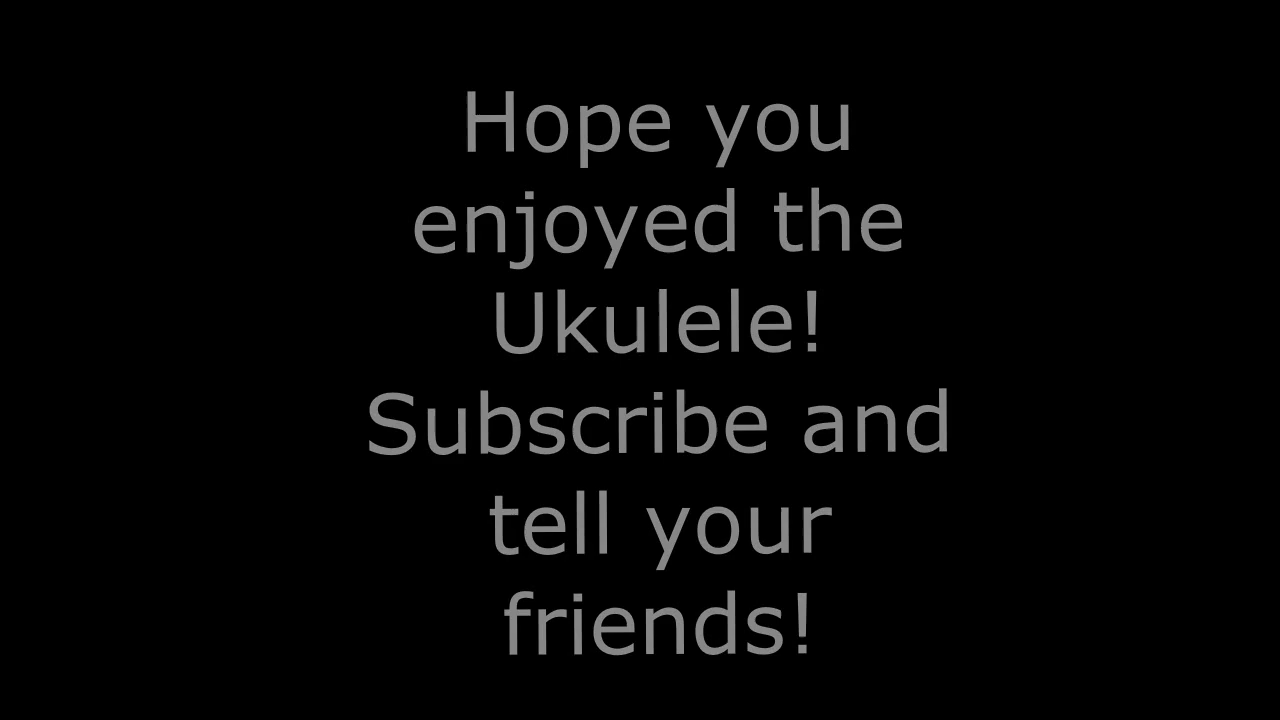 Hope you
enjoyed the
Ukulele!
Subscribe and
tell your
friends!